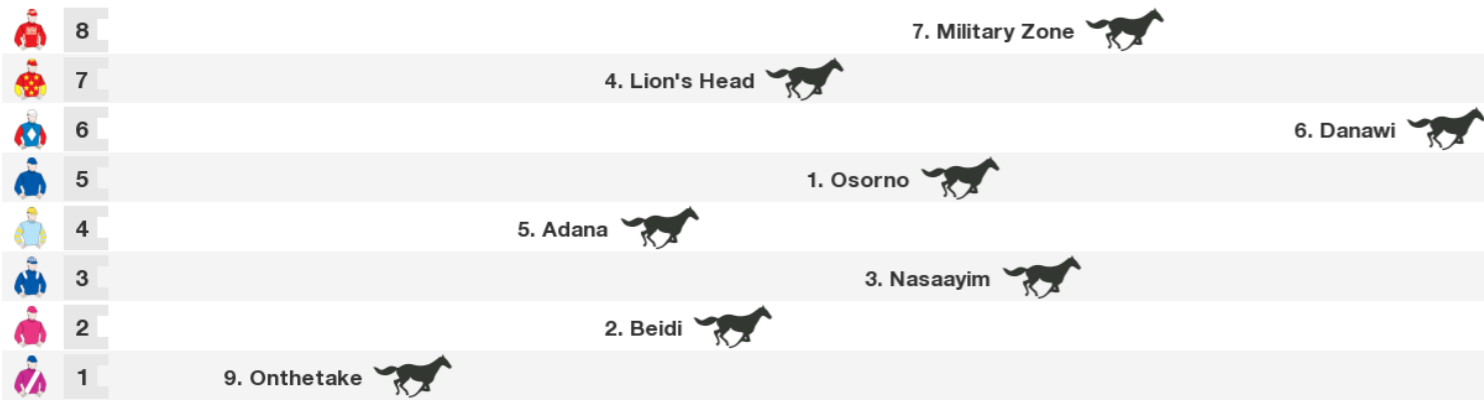 8 7. Military Zone
7 4. Lion's Head
6 6. Danawi
5 1. Osorno
4 5. Adana
3 3. Nasaayim
2 2. Beidi
1 9. Onthetake